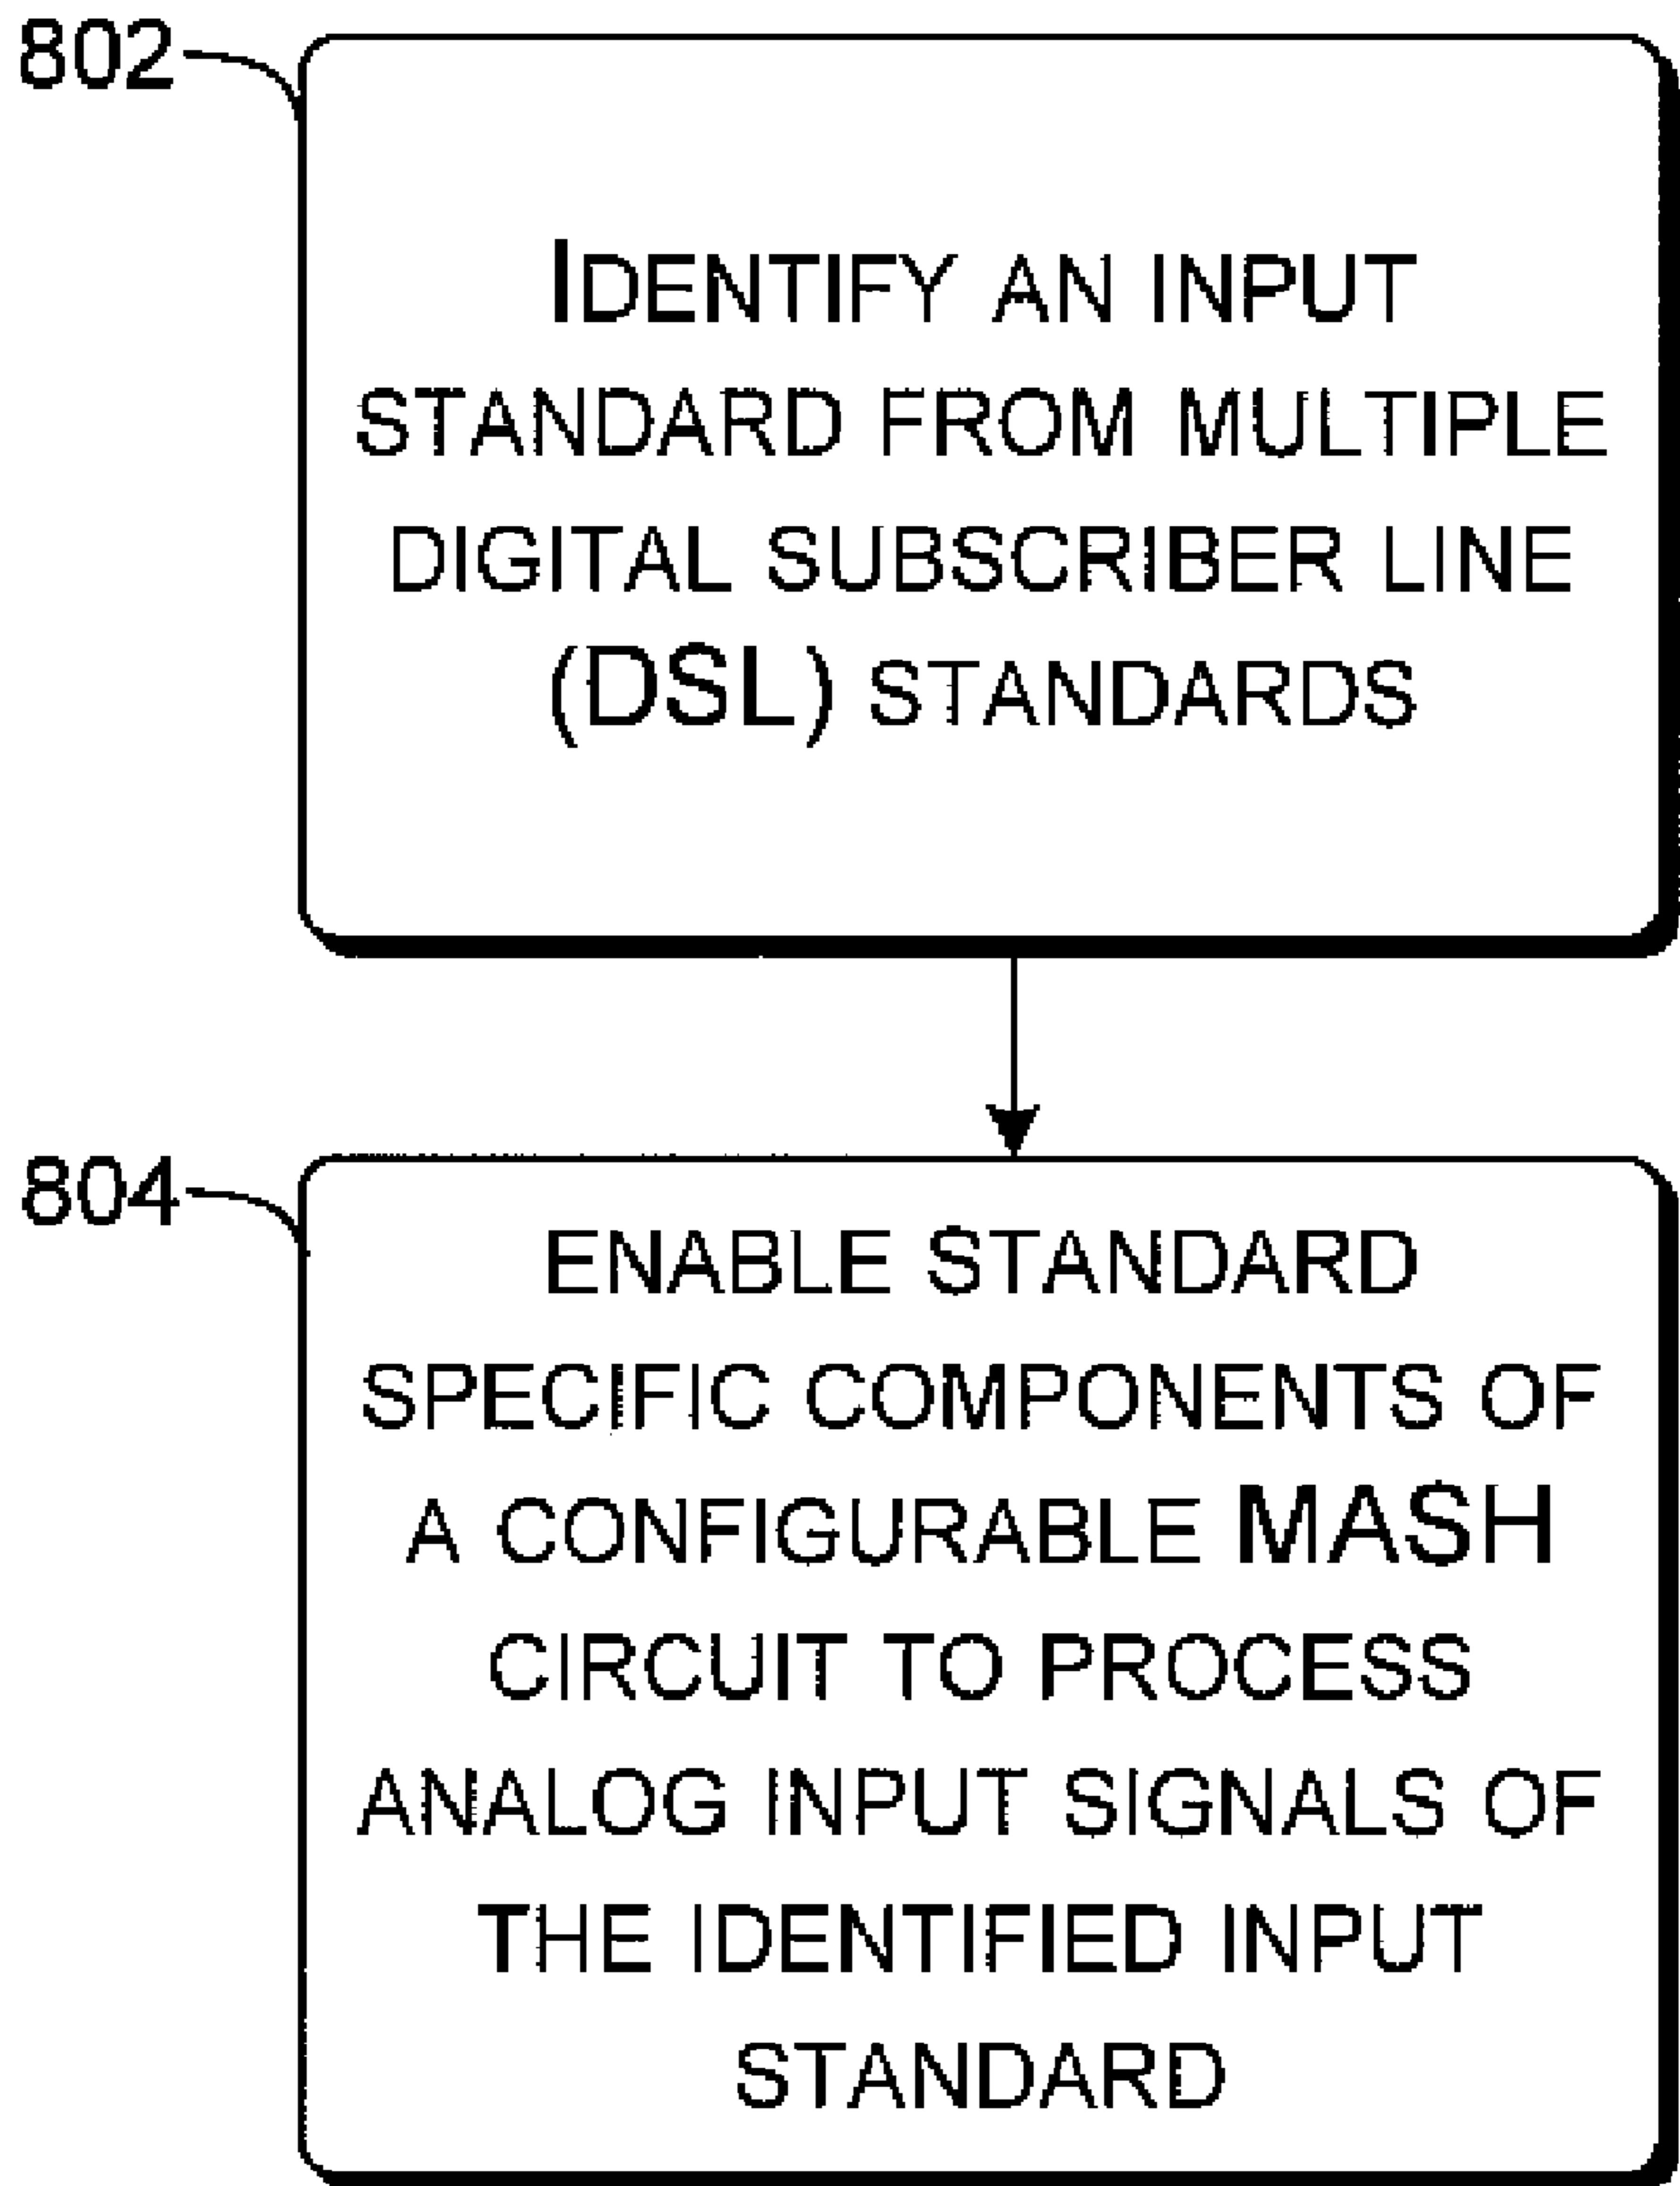 802
IDENTIFY AN INPUT
STANDARD FROM MULTIPLE
DIGITAL SUBSCRIBER LINE
(DSL) STANDARDS
804
ENABLE STANDARD
SPECIFIC COMPONENTS OF
A CONFIGURABLE MASH
CIRCUIT TO PROCESS
ANALOG INPUT SIGNALS OF
THE IDENTIFIED INPUT
STANDARD